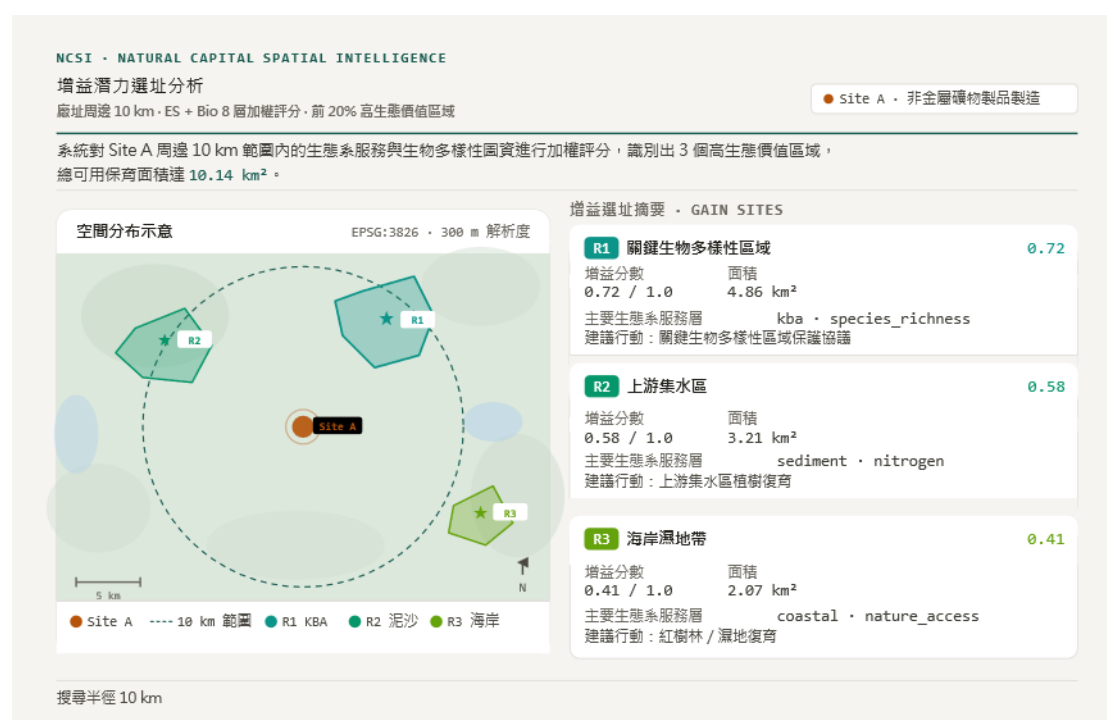 NCSI · NATURAL CAPITAL SPATIAL INTELLIGENCE
增益潛力選址分析
廠址周邊 10 km · ES + Bio 8 層加權評分 · 前 20% 高生態價值區域
Site A · 非金屬礦物製品製造
系統對 Site A 周邊 10 km 範圍內的生態系服務與生物多樣性圖資進行加權評分，識別出 3 個高生態價值區域，
總可用保育面積達 10.14 km²。
空間分布示意
EPSG:3826 · 300 m 解析度
R1
R2
Site A
R3
5 km
N
Site A
10 km 範圍
R1 KBA
R2 泥沙
R3 海岸
增益選址摘要 · GAIN SITES
R1 關鍵生物多樣性區域 0.72
增益分數 面積
0.72 / 1.0 4.86 km²
主要生態系服務層 kba · species_richness
建議行動：關鍵生物多樣性區域保護協議
R2 上游集水區 0.58
增益分數 面積
0.58 / 1.0 3.21 km²
主要生態系服務層 sediment · nitrogen
建議行動：上游集水區植樹復育
R3 海岸濕地帶 0.41
增益分數 面積
0.41 / 1.0 2.07 km²
主要生態系服務層 coastal · nature_access
建議行動：紅樹林 / 濕地復育
搜尋半徑 10 km